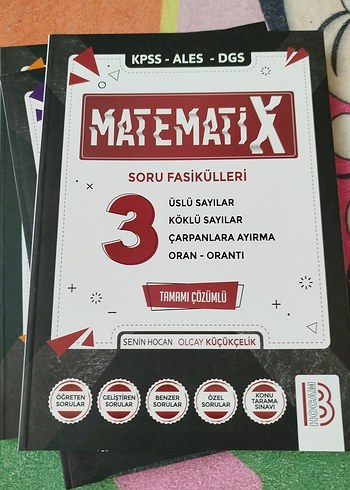 KPSS - ALES - DGS
MATEMATiX
SORU FASİKÜLLERİ
3
ÜSLÜ SAYILAR
KÖKLÜ SAYILAR
ÇARPANLARA AYIRMA
ORAN - ORANTI
TAMAMI ÇÖZÜMLÜ
SENİN HOCAN OLCAY KÜÇÜKÇELİK
ÖĞRETEN
SORULAR
GELİŞTİREN
SORULAR
BENZER
SORULAR
ÖZEL
SORULAR
KONU
TARAMA
SINAVI
HOCAM